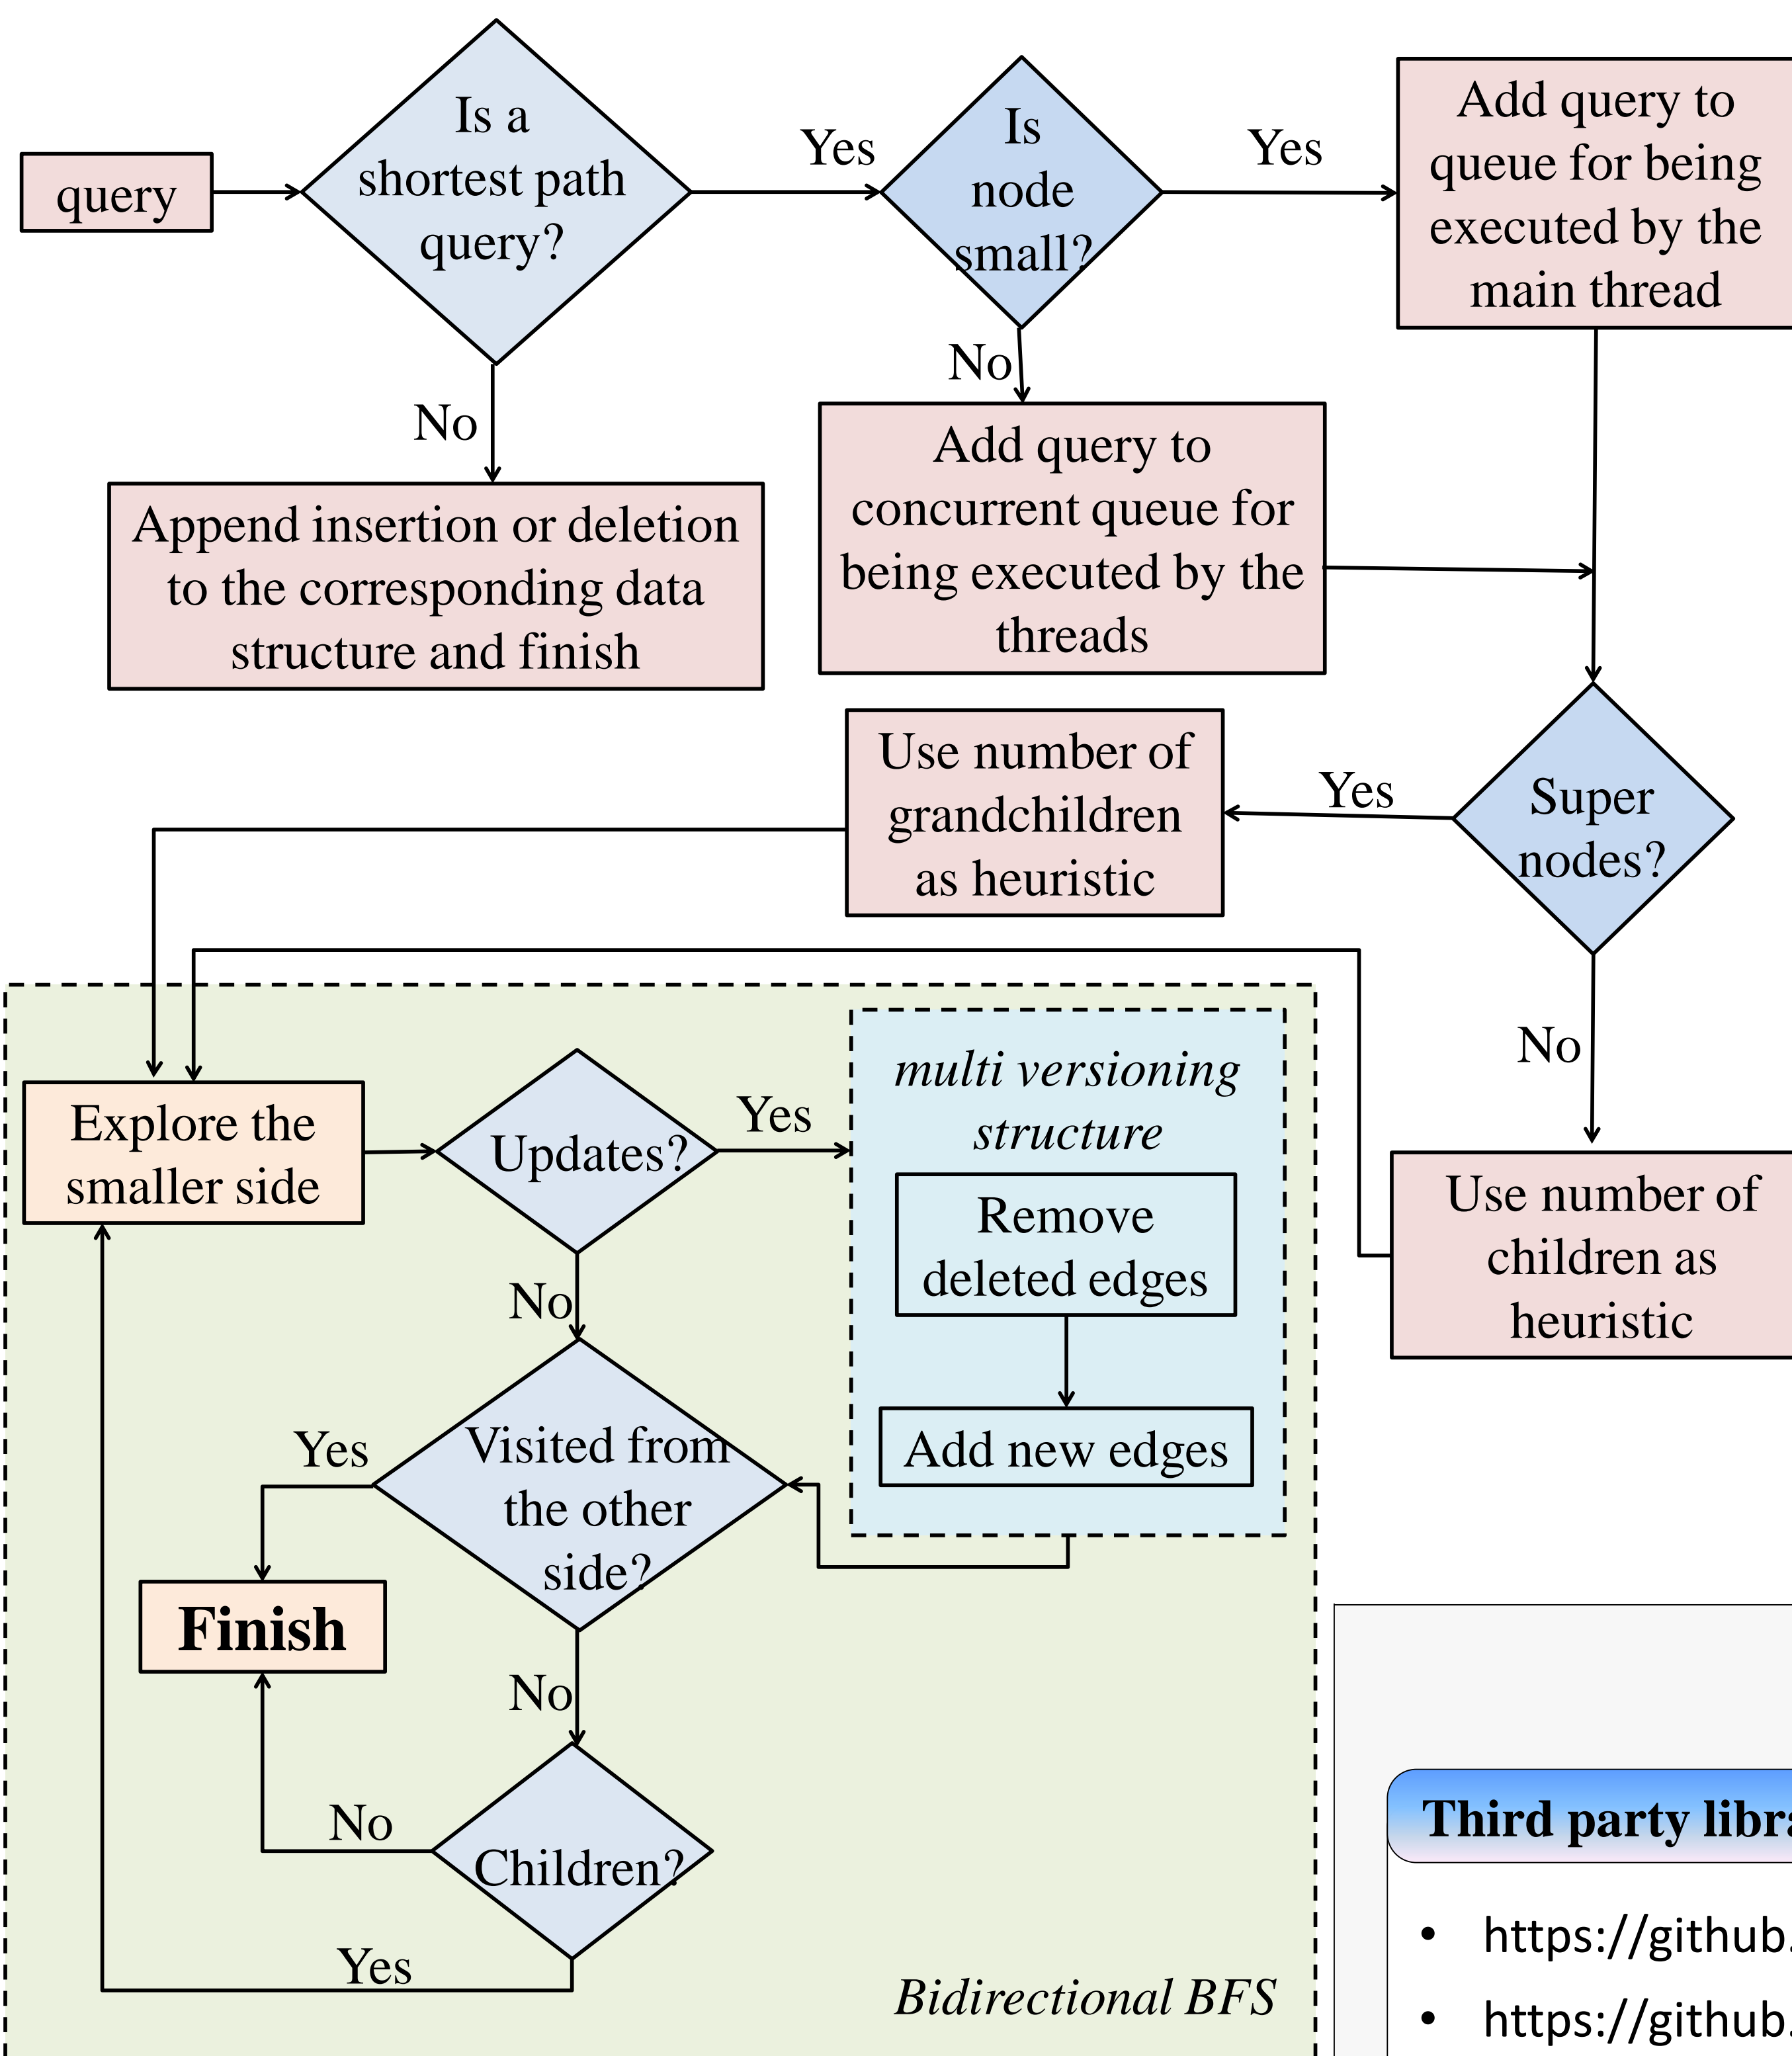 query
Is a
shortest path
query?
Yes
Is
node
small?
Yes
Add query to
queue for being
executed by the
main thread
No
Append insertion or deletion
to the corresponding data
structure and finish
No
Add query to
concurrent queue for
being executed by the
threads
Super
nodes?
Yes
Use number of
grandchildren
as heuristic
No
Use number of
children as
heuristic
Explore the
smaller side
Updates?
Yes
multi versioning
structure
Remove
deleted edges
Add new edges
No
Visited from
the other
side?
Yes
Finish
No
Children?
No
Yes
Bidirectional BFS
Third party
https://github.
https://github.